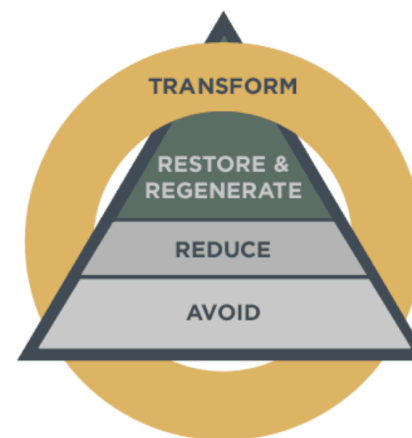 TRANSFORM
RESTORE &
REGENERATE
REDUCE
AVOID